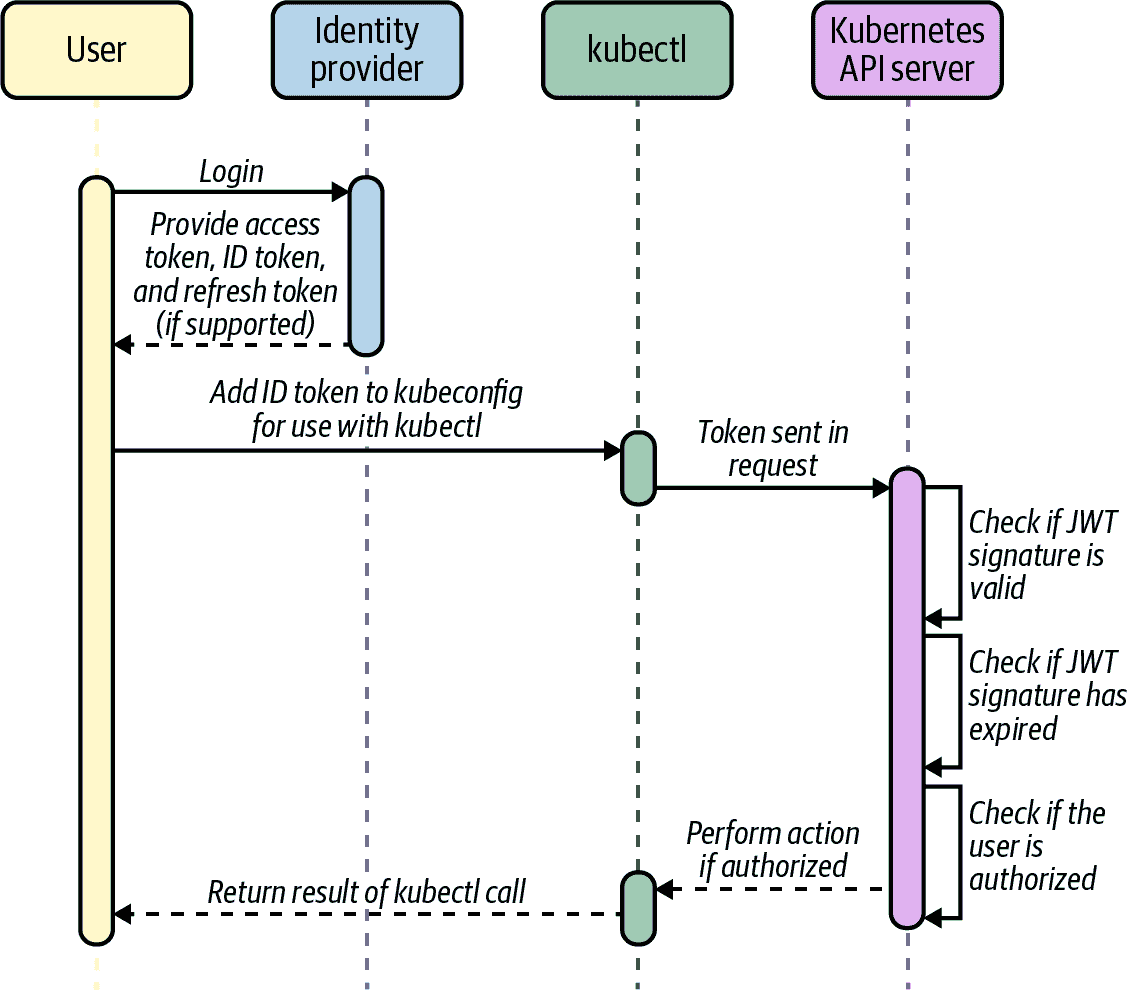 User
Identity
provider
kubectl
Kubernetes
API server
Login
Provide access
token, ID token,
and refresh token
(if supported)
Add ID token to kubeconfig
for use with kubectl
Token sent in
request
Check if JWT
signature is
valid
Check if JWT
signature has
expired
Check if the
user is
authorized
Perform action
if authorized
Return result of kubectl call